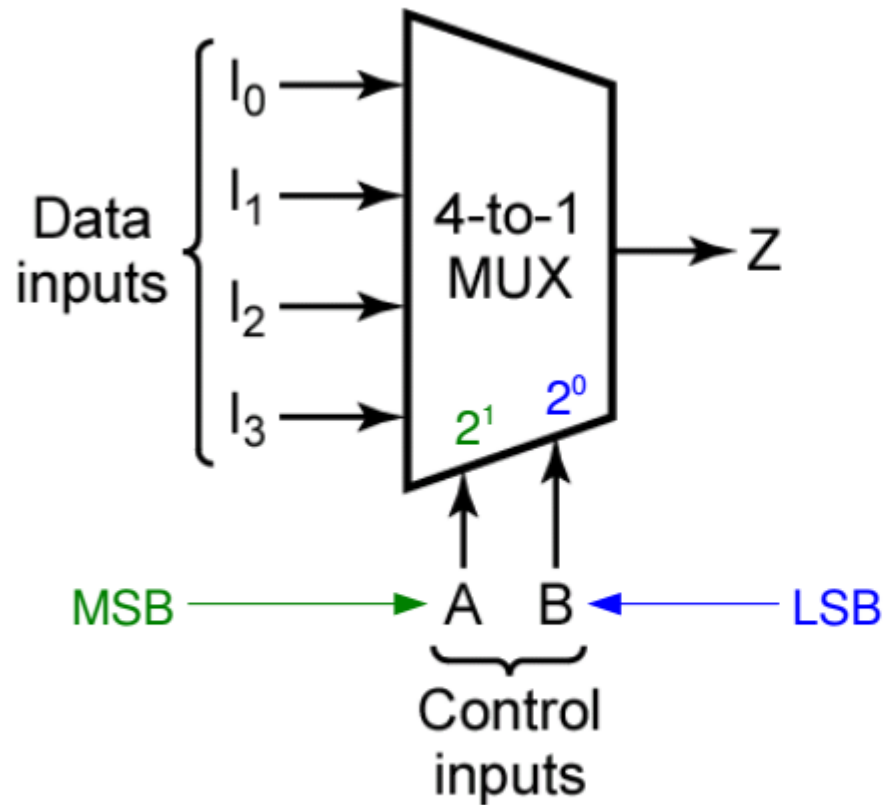 I₀
I₁
Data
inputs
I₂
I₃
4-to-1
MUX
Z
2¹ 2⁰
MSB A B LSB
Control
inputs